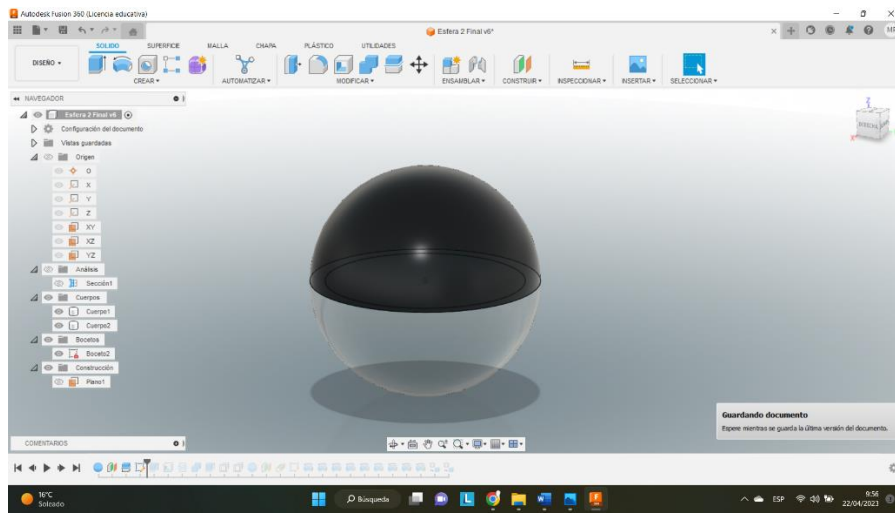 Autodesk Fusion 360 (Licencia educativa)
Esfera 2 Final v6*
DISEÑO
SOLIDO SUPERFICIE MALLA CHAPA PLÁSTICO UTILIDADES
CREAR AUTOMATIZAR MODIFICAR ENSAMBLAR CONSTRUIR INSPECCIONAR INSERTAR SELECCIONAR
NAVEGADOR
Esfera 2 Final v6
Configuración del documento
Vistas guardadas
Origen
O
X
Y
Z
XY
XZ
YZ
Análisis
Sección1
Cuerpos
Cuerpo1
Cuerpo2
Bocetos
Boceto2
Construcción
Plano1
Z
Guardando documento
Espere mientras se guarda la última versión del documento.
COMENTARIOS
16°C
Soleado
Búsqueda
ESP
9:56
22/04/2023